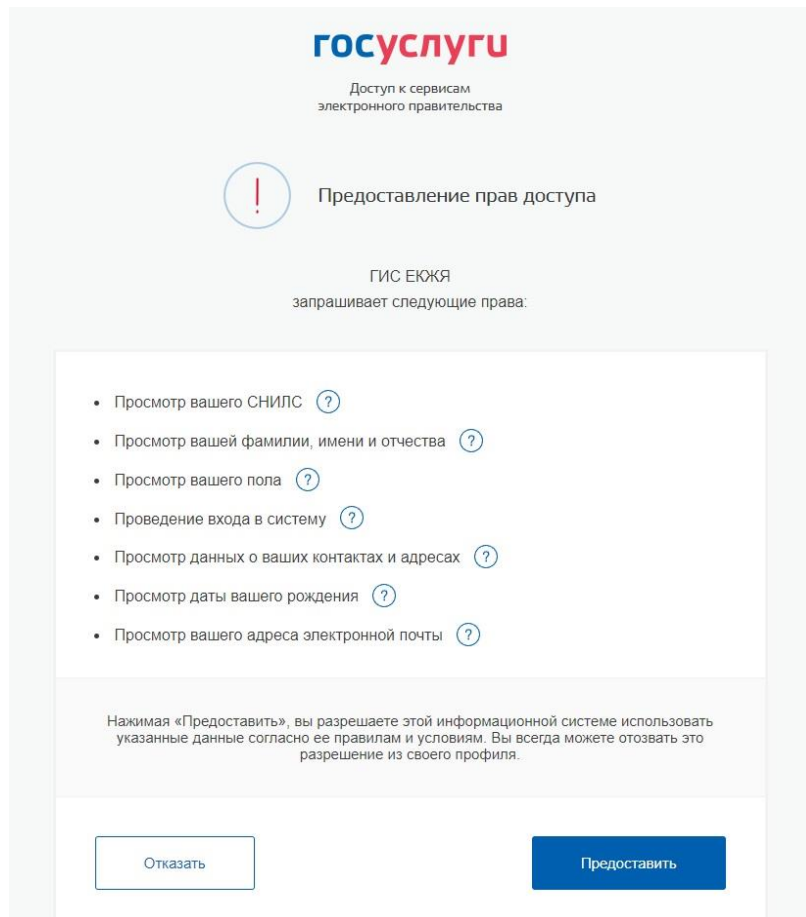 госуслуги
Доступ к сервисам
электронного правительства
!
Предоставление прав доступа
ГИС ЕКЖЯ
запрашивает следующие права:
• Просмотр вашего СНИЛС ?
• Просмотр вашей фамилии, имени и отчества ?
• Просмотр вашего пола ?
• Проведение входа в систему ?
• Просмотр данных о ваших контактах и адресах ?
• Просмотр даты вашего рождения ?
• Просмотр вашего адреса электронной почты ?
Нажимая «Предоставить», вы разрешаете этой информационной системе использовать
указанные данные согласно ее правилам и условиям. Вы всегда можете отозвать это
разрешение из своего профиля.
Отказать
Предоставить